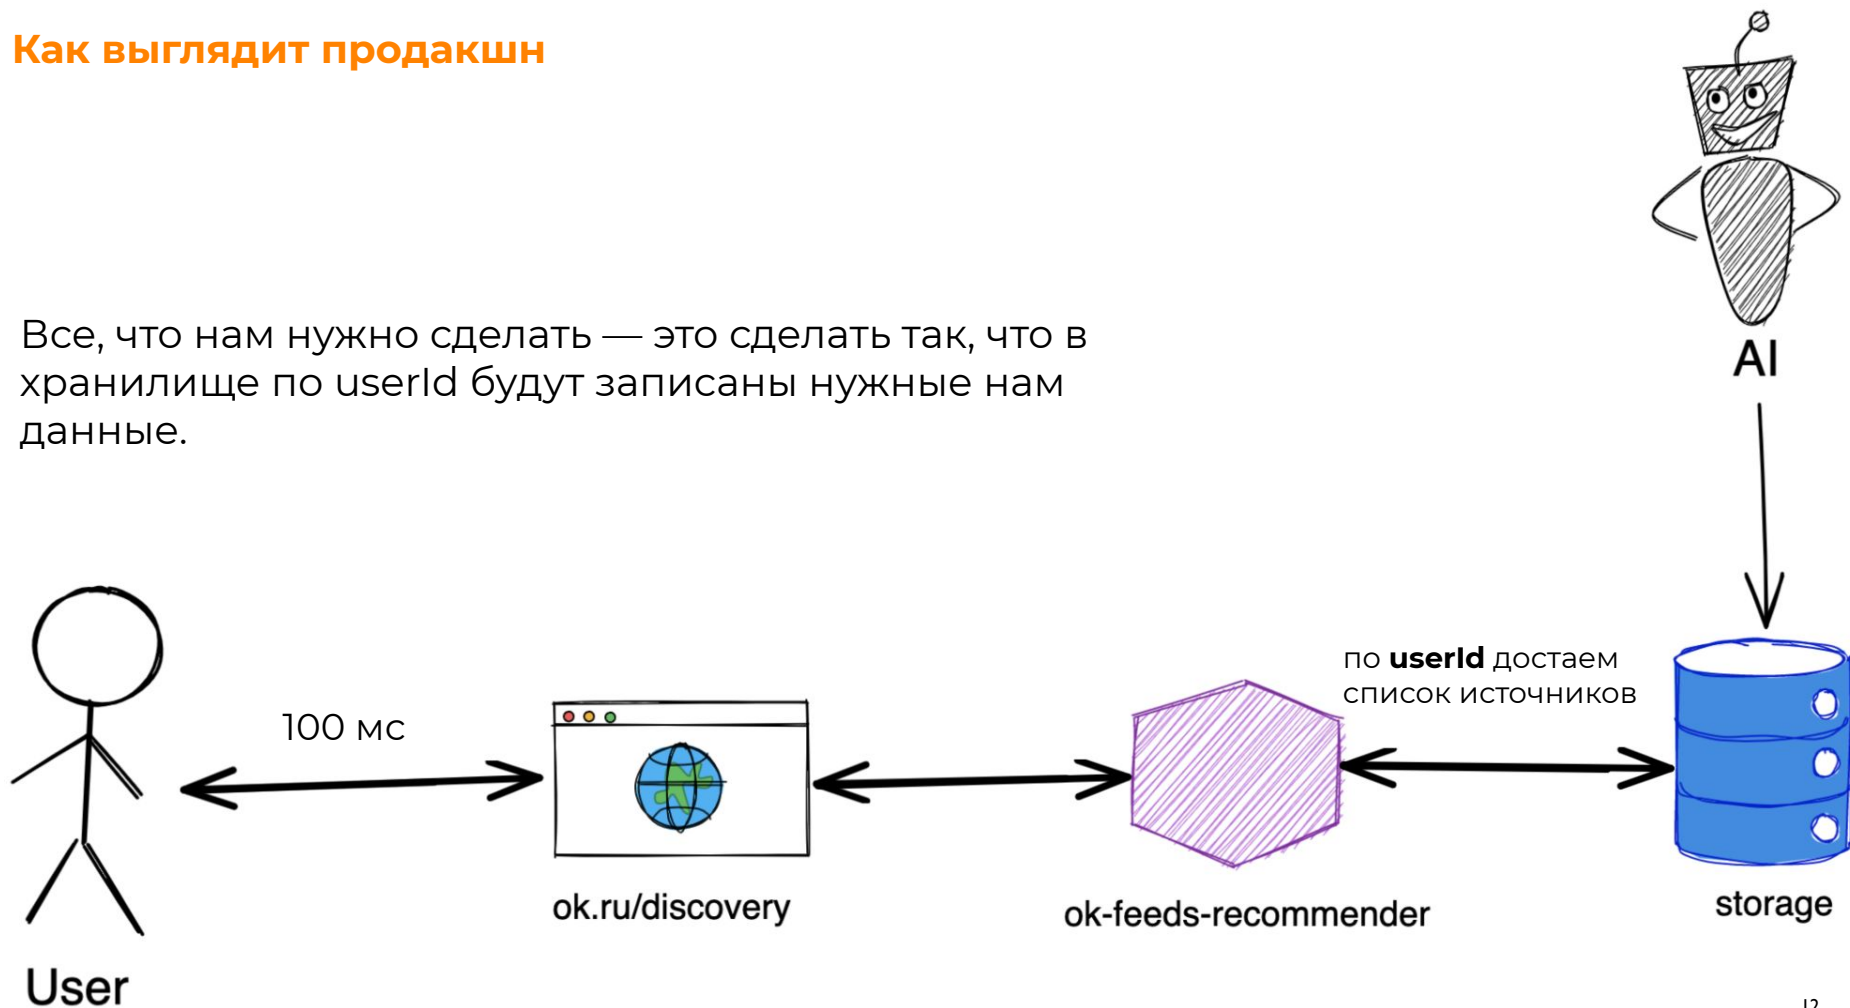 Как выглядит продакшн
Все, что нам нужно сделать — это сделать так, что в
хранилище по userId будут записаны нужные нам
данные.
AI
по userId достаем
список источников
100 мс
ok.ru/discovery
ok-feeds-recommender
storage
User
12